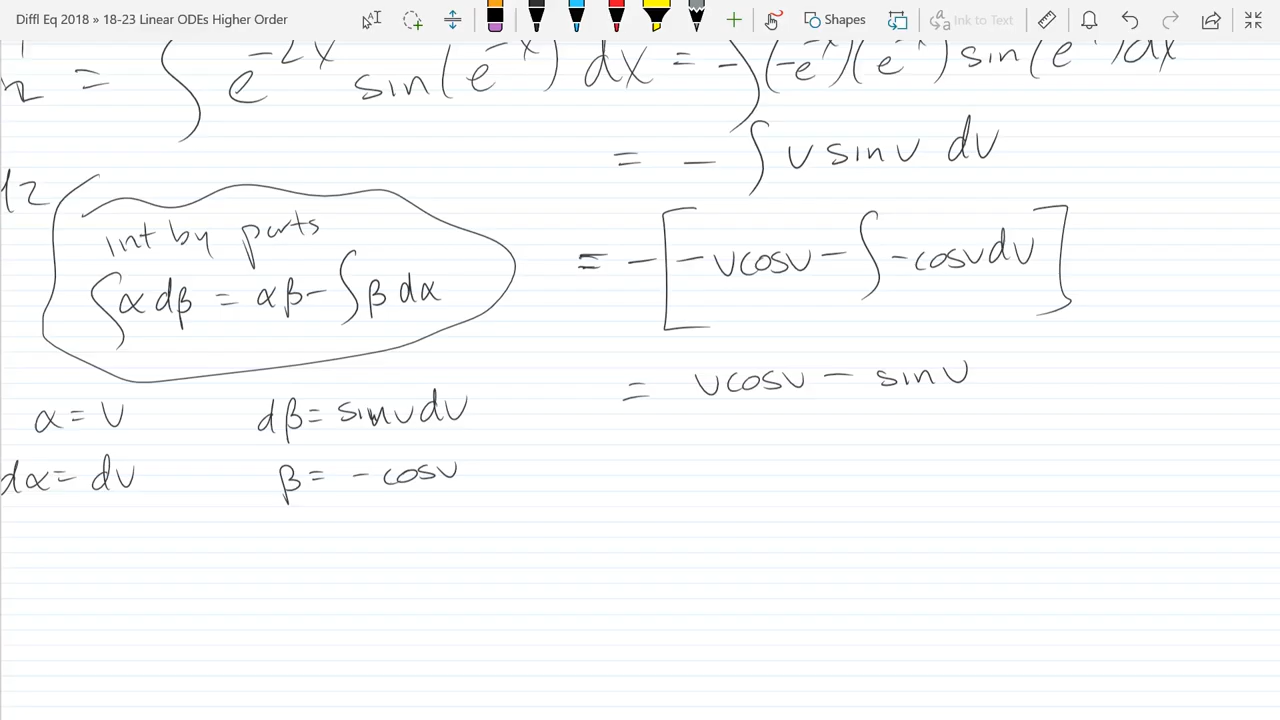 Diffl Eq 2018 » 18-23 Linear ODEs Higher Order
Shapes
Ink to Text
= ∫ e^{-2x} sin(e^{-x}) dx = - ∫ (-e^{-x})(e^{-x}) sin(e^{-x}) dx
= - ∫ v sin v dv
int by parts
= - [ - v cos v - ∫ - cos v dv ]
∫ α dβ = αβ - ∫ β dα
= v cos v - sin v
α = v dβ = sin v dv
dα = dv β = - cos v